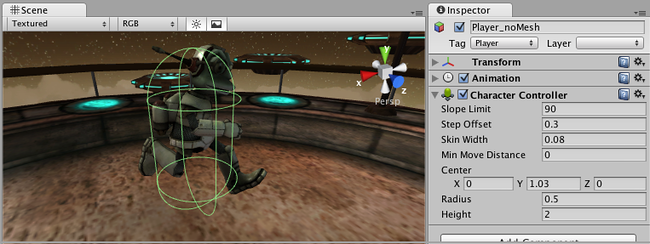 Scene
Textured RGB
y
x z
Persp
Inspector
Player_noMesh
Tag Player Layer
Transform
Animation
Character Controller
Slope Limit 90
Step Offset 0.3
Skin Width 0.08
Min Move Distance 0
Center
X 0 Y 1.03 Z 0
Radius 0.5
Height 2
Add Component